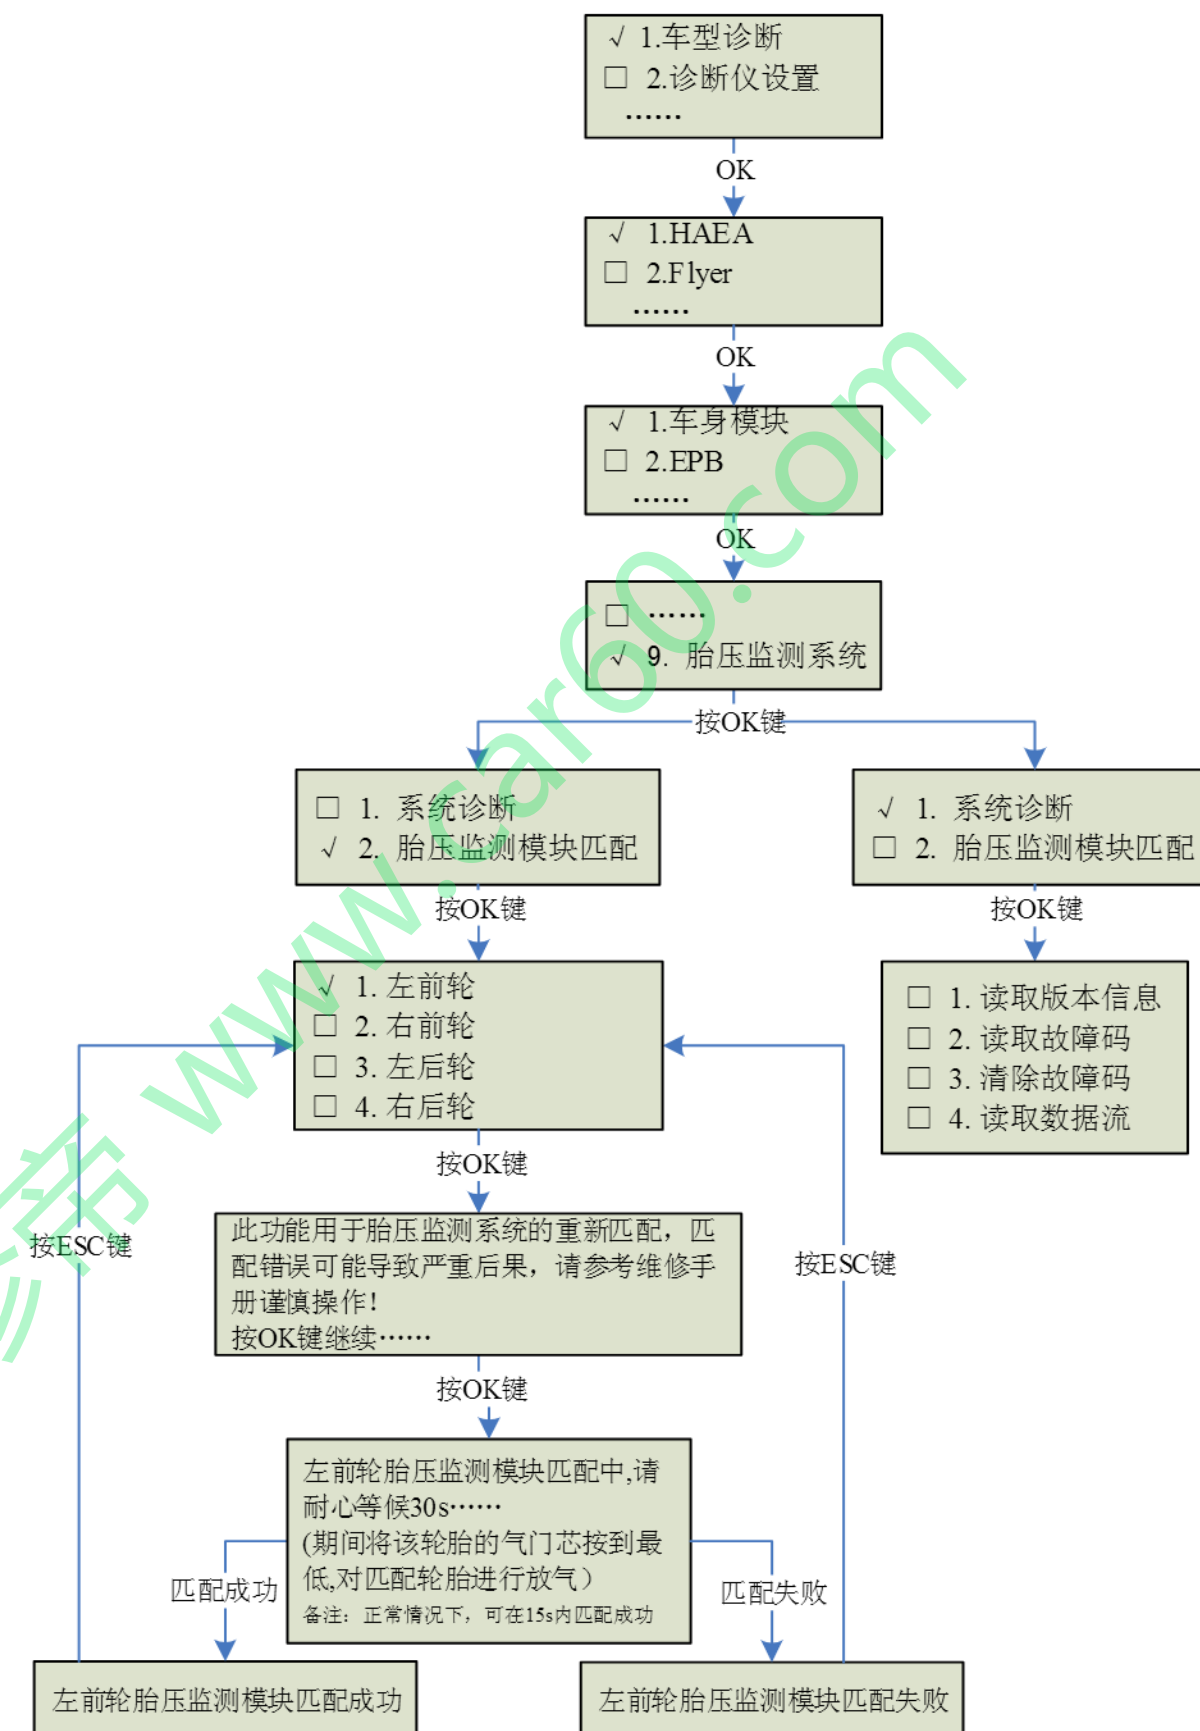 √ 1.车型诊断
□ 2.诊断仪设置
……
OK
√ 1.HAEA
□ 2.Flyer
……
OK
√ 1.车身模块
□ 2.EPB
……
OK
□ ……
√ 9. 胎压监测系统
按OK键
□ 1. 系统诊断
√ 2. 胎压监测模块匹配
√ 1. 系统诊断
□ 2. 胎压监测模块匹配
按OK键
按OK键
√ 1. 左前轮
□ 2. 右前轮
□ 3. 左后轮
□ 4. 右后轮
□ 1. 读取版本信息
□ 2. 读取故障码
□ 3. 清除故障码
□ 4. 读取数据流
按OK键
按ESC键
此功能用于胎压监测系统的重新匹配，匹
配错误可能导致严重后果，请参考维修手
册谨慎操作！
按OK键继续……
按ESC键
按OK键
左前轮胎压监测模块匹配中,请
耐心等候30s……
(期间将该轮胎的气门芯按到最
低,对匹配轮胎进行放气）
备注：正常情况下，可在15s内匹配成功
匹配成功
匹配失败
左前轮胎压监测模块匹配成功
左前轮胎压监测模块匹配失败
帝 www.car60.com